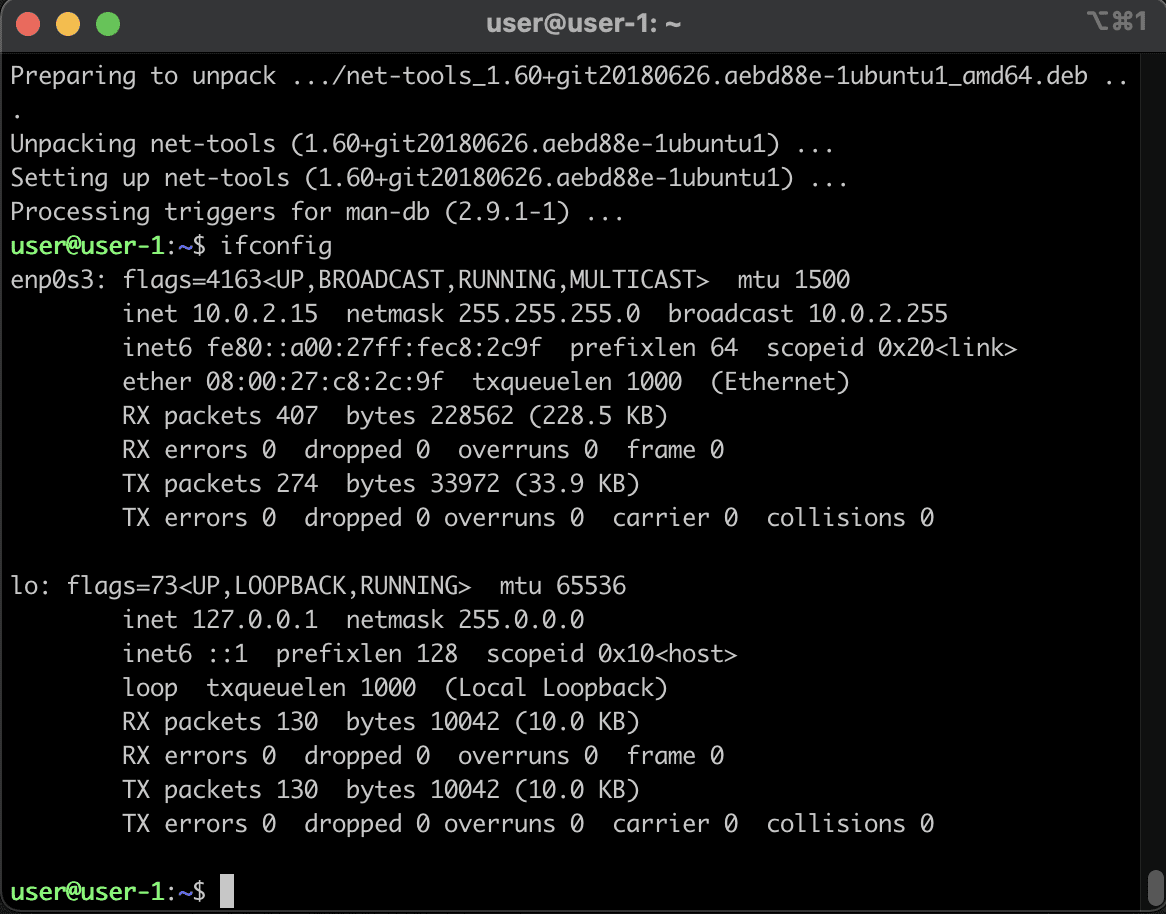 user@user-1: ~
⌥⌘1
Preparing to unpack .../net-tools_1.60+git20180626.aebd88e-1ubuntu1_amd64.deb ..
.
Unpacking net-tools (1.60+git20180626.aebd88e-1ubuntu1) ...
Setting up net-tools (1.60+git20180626.aebd88e-1ubuntu1) ...
Processing triggers for man-db (2.9.1-1) ...
user@user-1:~$ ifconfig
enp0s3: flags=4163<UP,BROADCAST,RUNNING,MULTICAST>  mtu 1500
        inet 10.0.2.15  netmask 255.255.255.0  broadcast 10.0.2.255
        inet6 fe80::a00:27ff:fec8:2c9f  prefixlen 64  scopeid 0x20<link>
        ether 08:00:27:c8:2c:9f  txqueuelen 1000  (Ethernet)
        RX packets 407  bytes 228562 (228.5 KB)
        RX errors 0  dropped 0  overruns 0  frame 0
        TX packets 274  bytes 33972 (33.9 KB)
        TX errors 0  dropped 0 overruns 0  carrier 0  collisions 0

lo: flags=73<UP,LOOPBACK,RUNNING>  mtu 65536
        inet 127.0.0.1  netmask 255.0.0.0
        inet6 ::1  prefixlen 128  scopeid 0x10<host>
        loop  txqueuelen 1000  (Local Loopback)
        RX packets 130  bytes 10042 (10.0 KB)
        RX errors 0  dropped 0  overruns 0  frame 0
        TX packets 130  bytes 10042 (10.0 KB)
        TX errors 0  dropped 0 overruns 0  carrier 0  collisions 0

user@user-1:~$